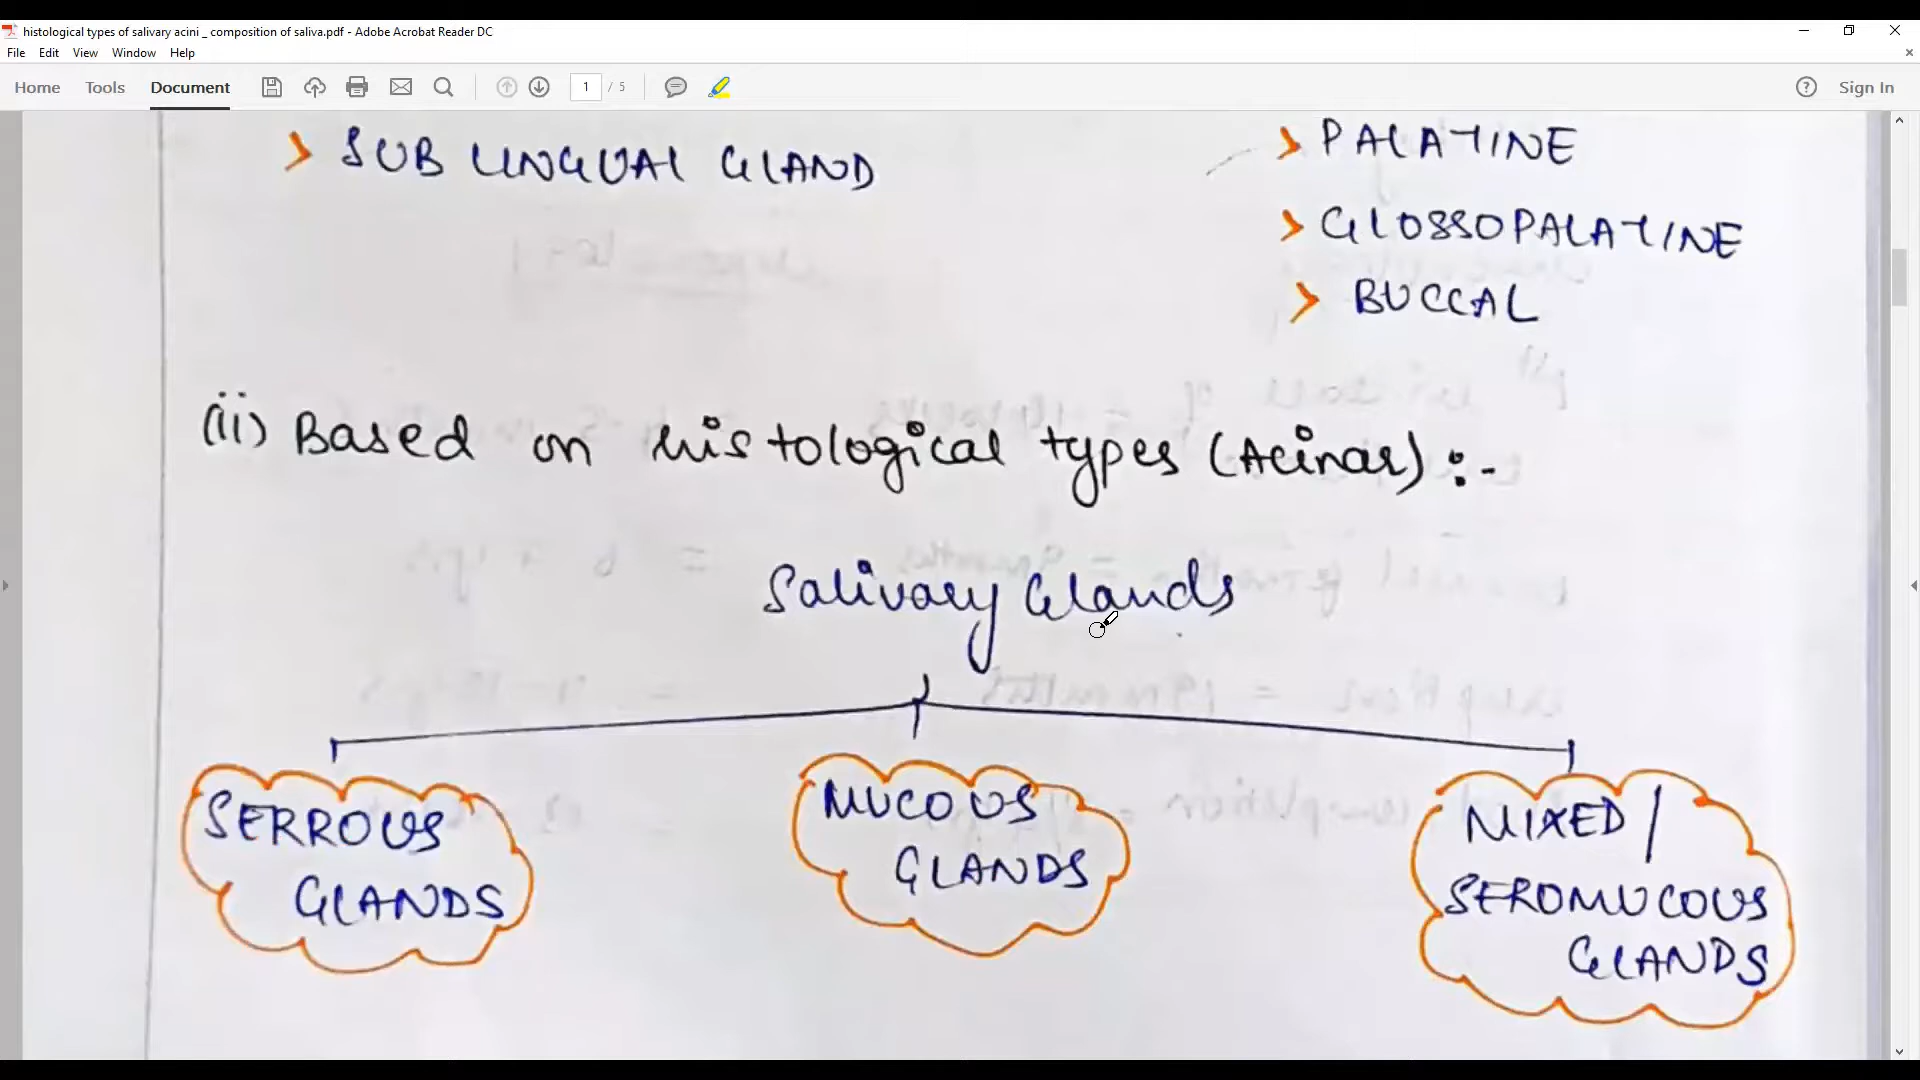 histological types of salivary acini _ composition of saliva.pdf - Adobe Acrobat Reader DC
File Edit View Window Help
Home Tools Document 1 / 5 Sign In
> SUB LINGUAL GLAND
> PALATINE
> GLOSSOPALATINE
> BUCCAL
(ii) Based on histological types (Acinar) :-
Salivary Glands
SERROUS
GLANDS
MUCOUS
GLANDS
MIXED /
SEROMUCOUS
GLANDS